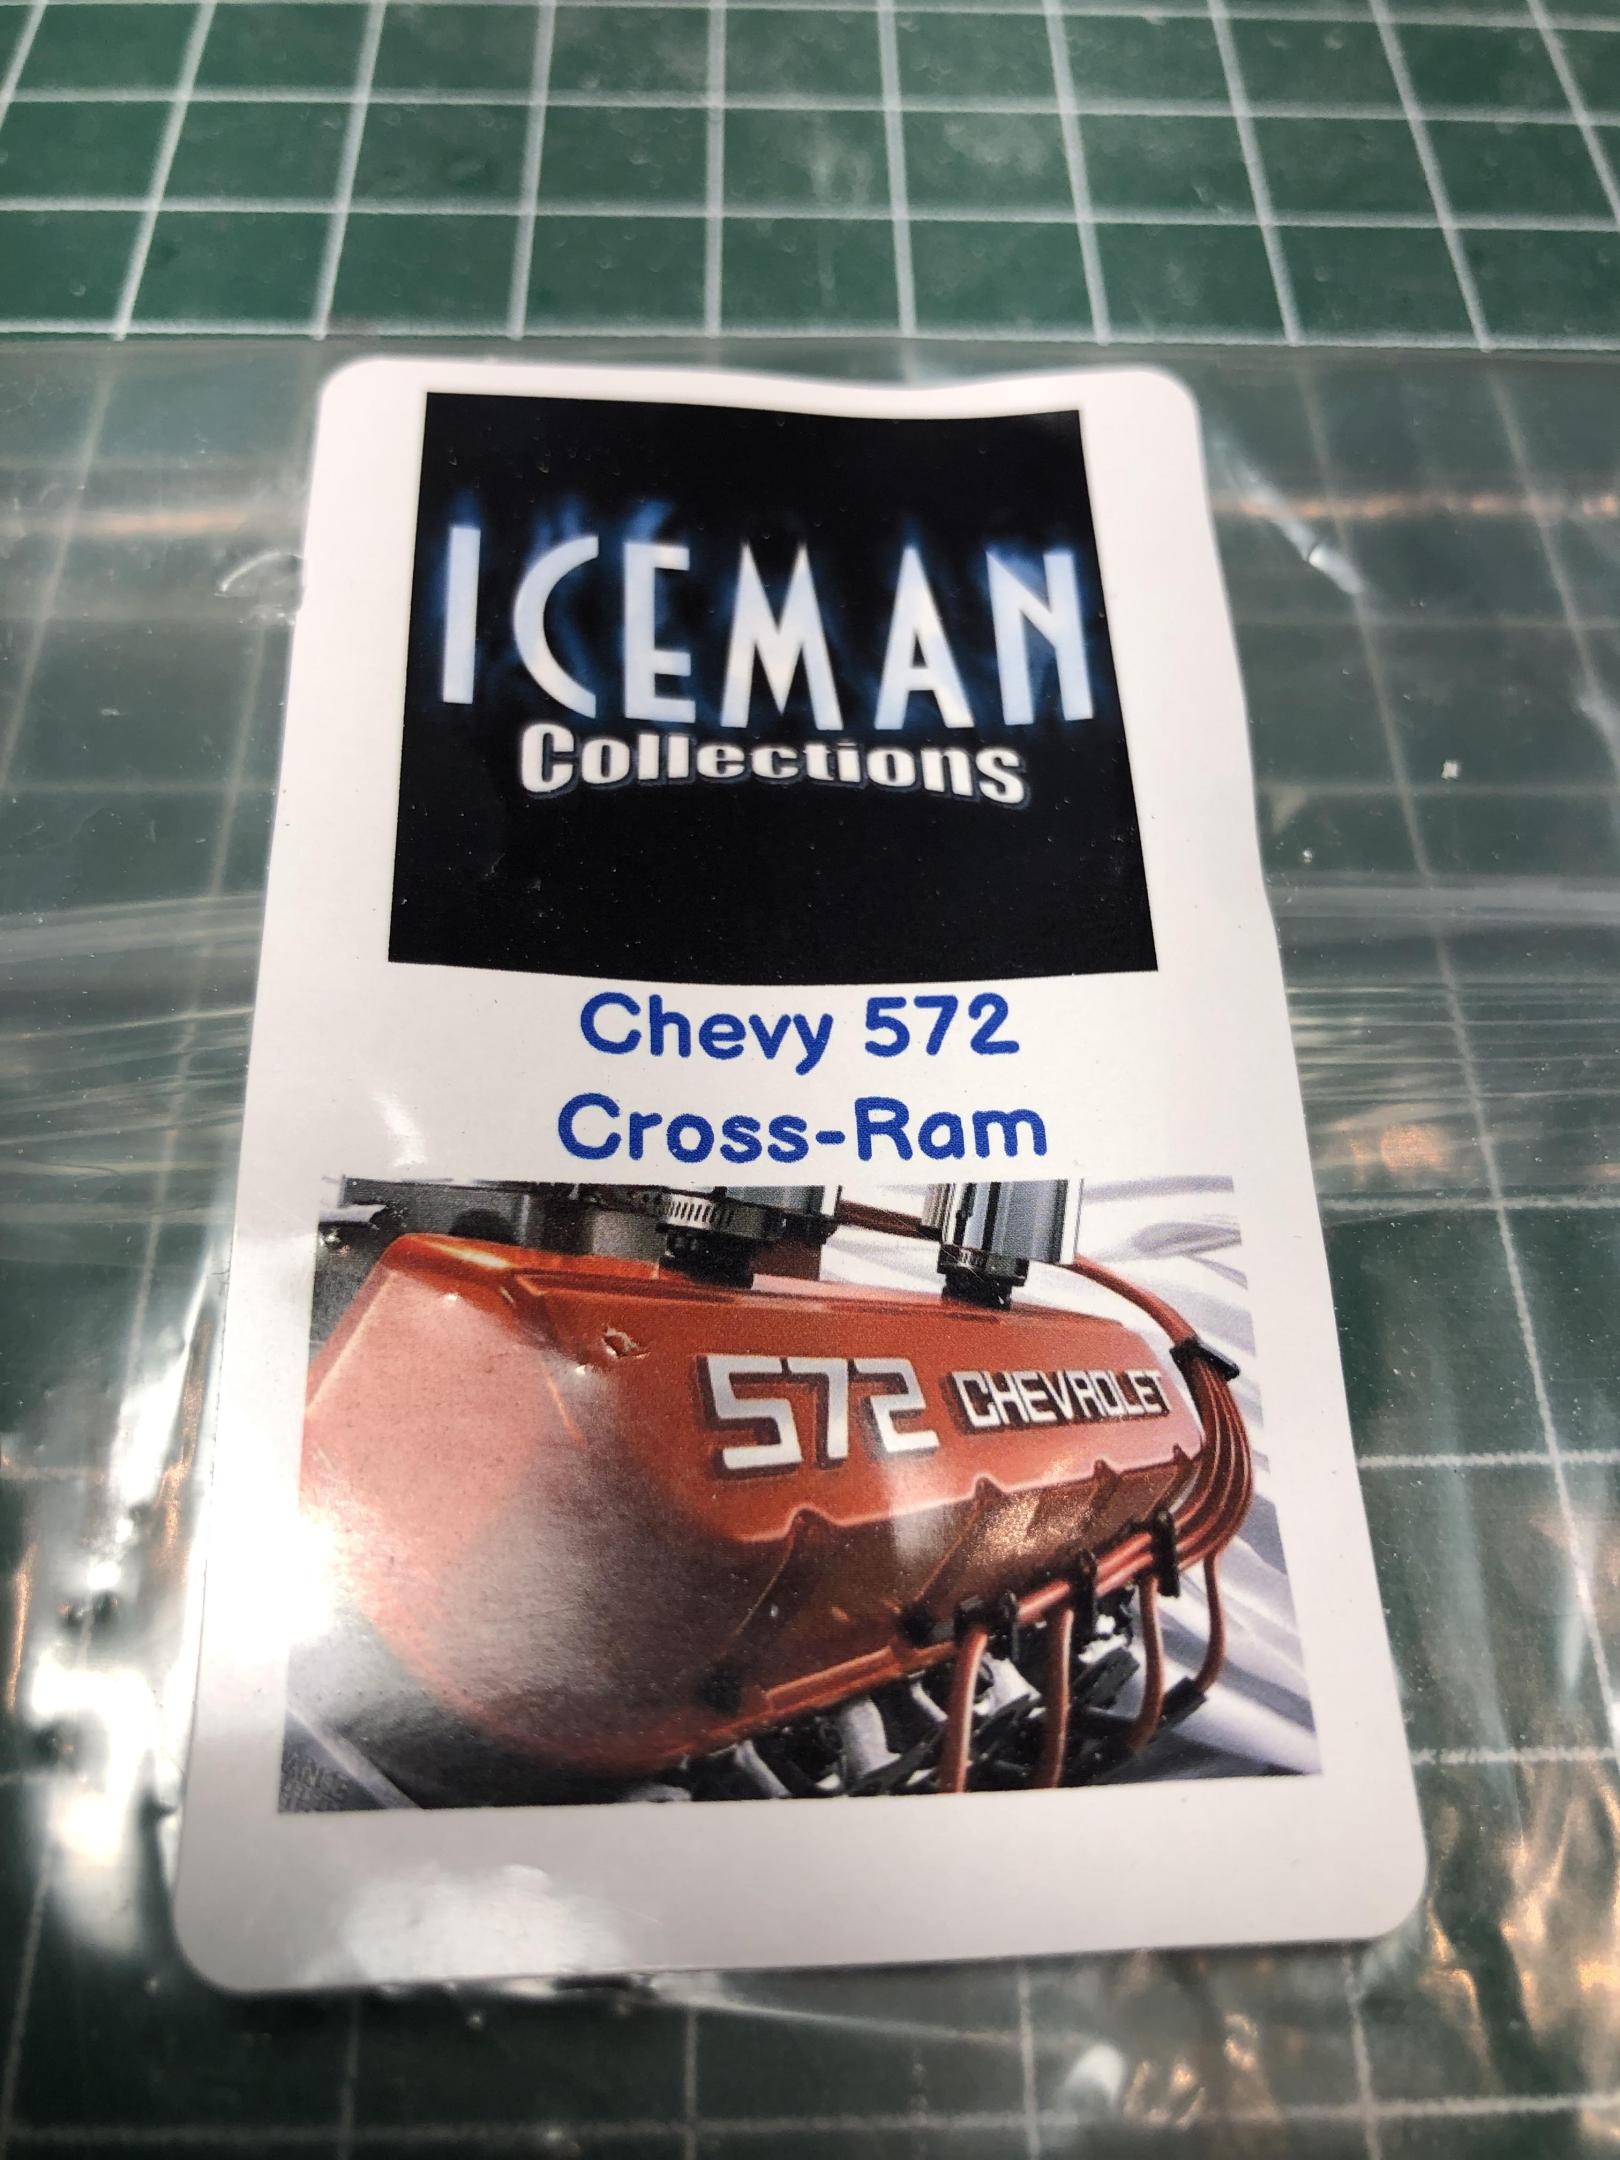 ICEMAN
Collections
Chevy 572
Cross-Ram
572 CHEVROLET